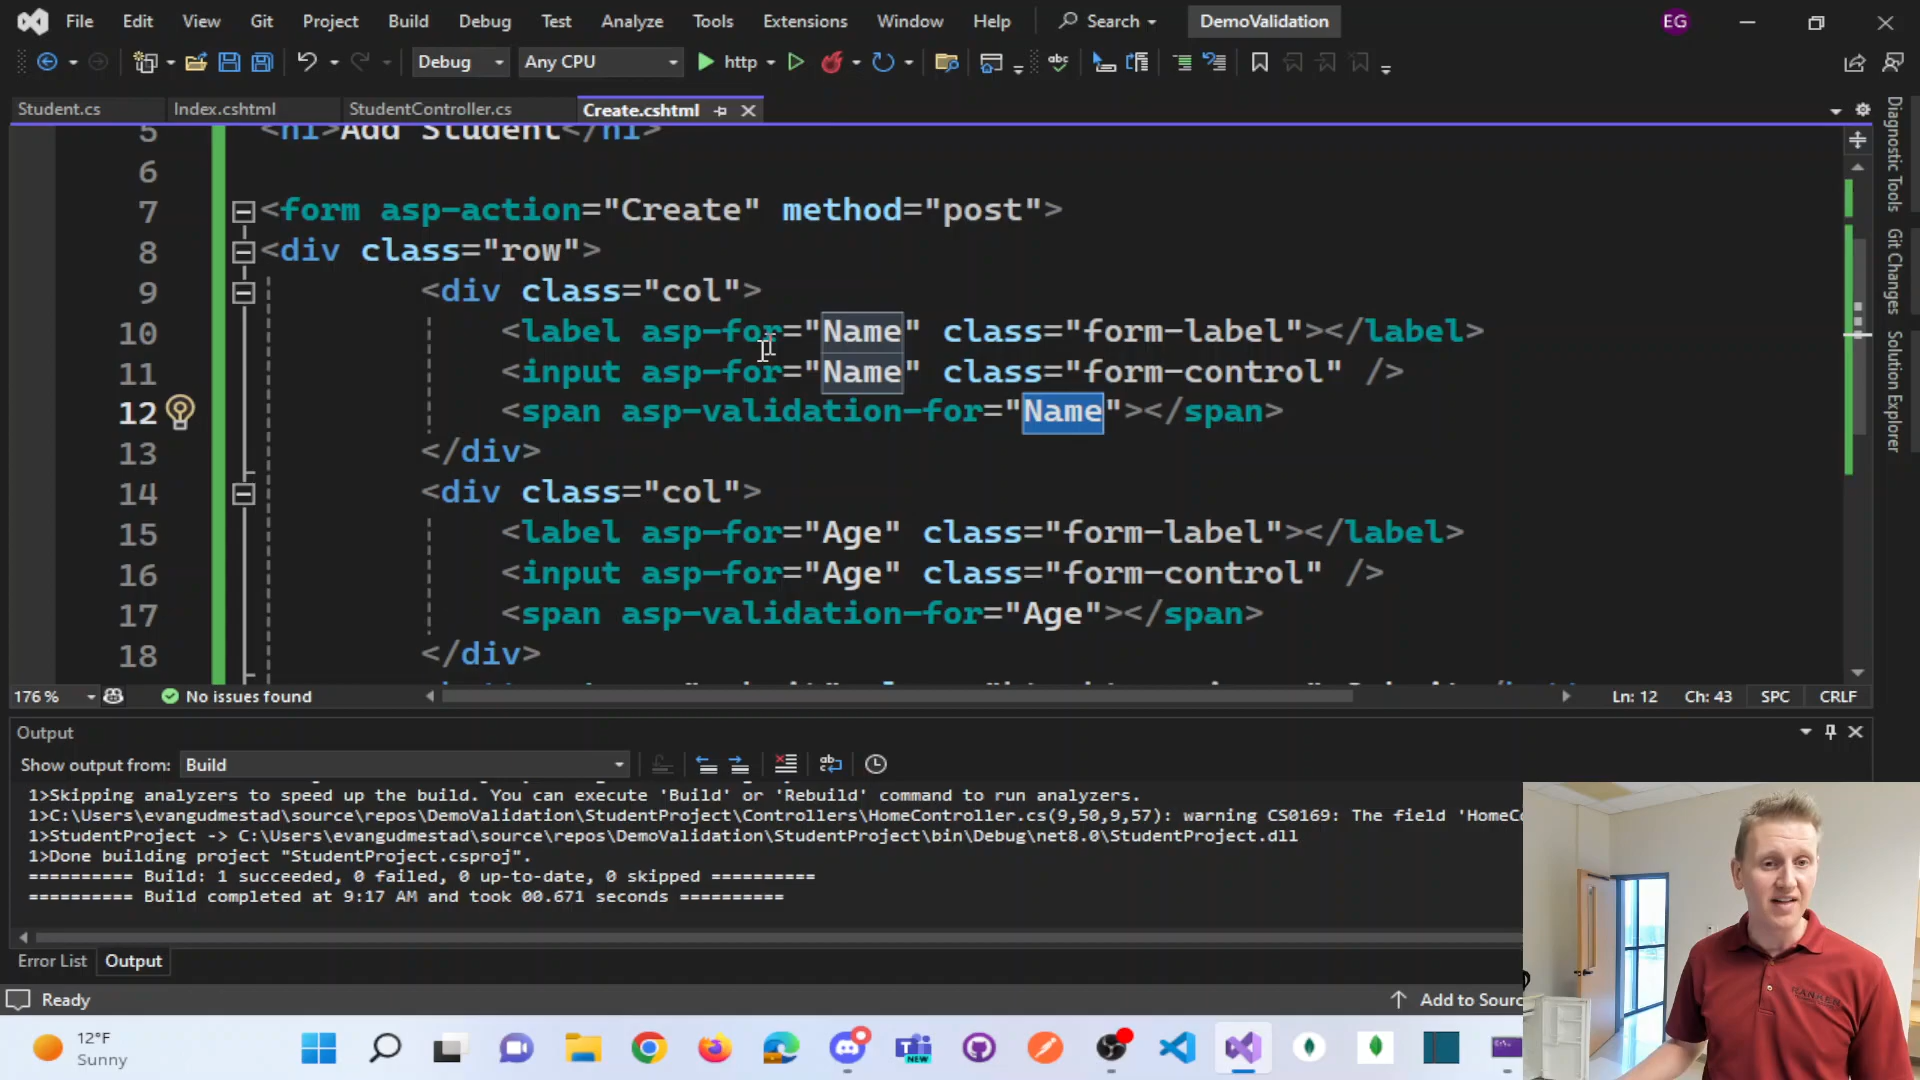 File Edit View Git Project Build Debug Test Analyze Tools Extensions Window Help Search DemoValidation EG
Debug Any CPU http
Student.cs Index.cshtml StudentController.cs Create.cshtml
5 <h1>Add Student</h1>
6
7 <form asp-action="Create" method="post">
8 <div class="row">
9 <div class="col">
10 <label asp-for="Name" class="form-label"></label>
11 <input asp-for="Name" class="form-control" />
12 <span asp-validation-for="Name"></span>
13 </div>
14 <div class="col">
15 <label asp-for="Age" class="form-label"></label>
16 <input asp-for="Age" class="form-control" />
17 <span asp-validation-for="Age"></span>
18 </div>
Diagnostic Tools
Git Changes
Solution Explorer
176 % No issues found Ln: 12 Ch: 43 SPC CRLF
Output
Show output from: Build
1>Skipping analyzers to speed up the build. You can execute 'Build' or 'Rebuild' command to run analyzers.
1>C:\Users\evangudmestad\source\repos\DemoValidation\StudentProject\Controllers\HomeController.cs(9,50,9,57): warning CS0169: The field 'HomeC
1>StudentProject -> C:\Users\evangudmestad\source\repos\DemoValidation\StudentProject\bin\Debug\net8.0\StudentProject.dll
1>Done building project "StudentProject.csproj".
========== Build: 1 succeeded, 0 failed, 0 up-to-date, 0 skipped ==========
========== Build completed at 9:17 AM and took 00.671 seconds ==========
Error List Output
Ready Add to Sourc
12°F
Sunny
NEW